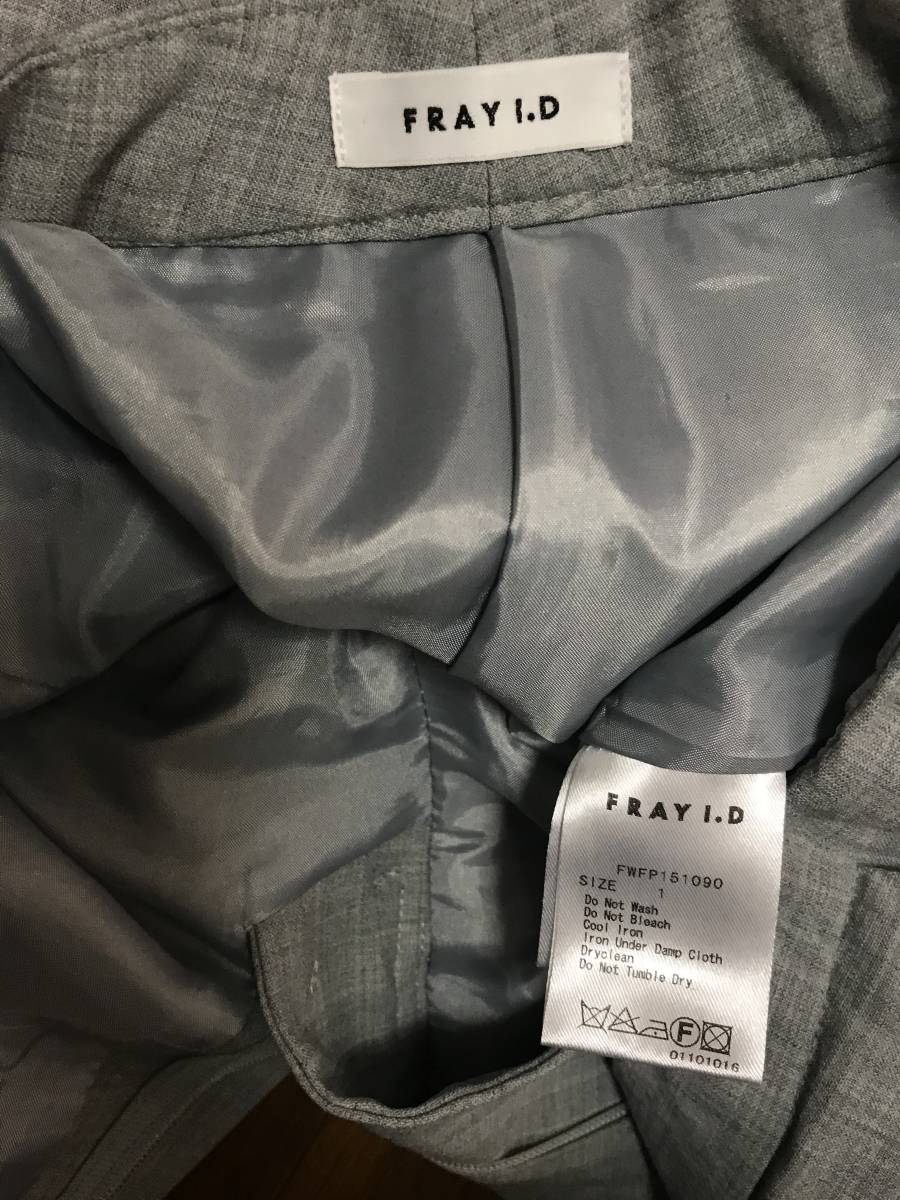 FRAY I.D
FRAY I.D
FWFP151090
SIZE 1
Do Not Wash
Do Not Bleach
Cool Iron
Iron Under Damp Cloth
Dryclean
Do Not Tumble Dry
F
01101016